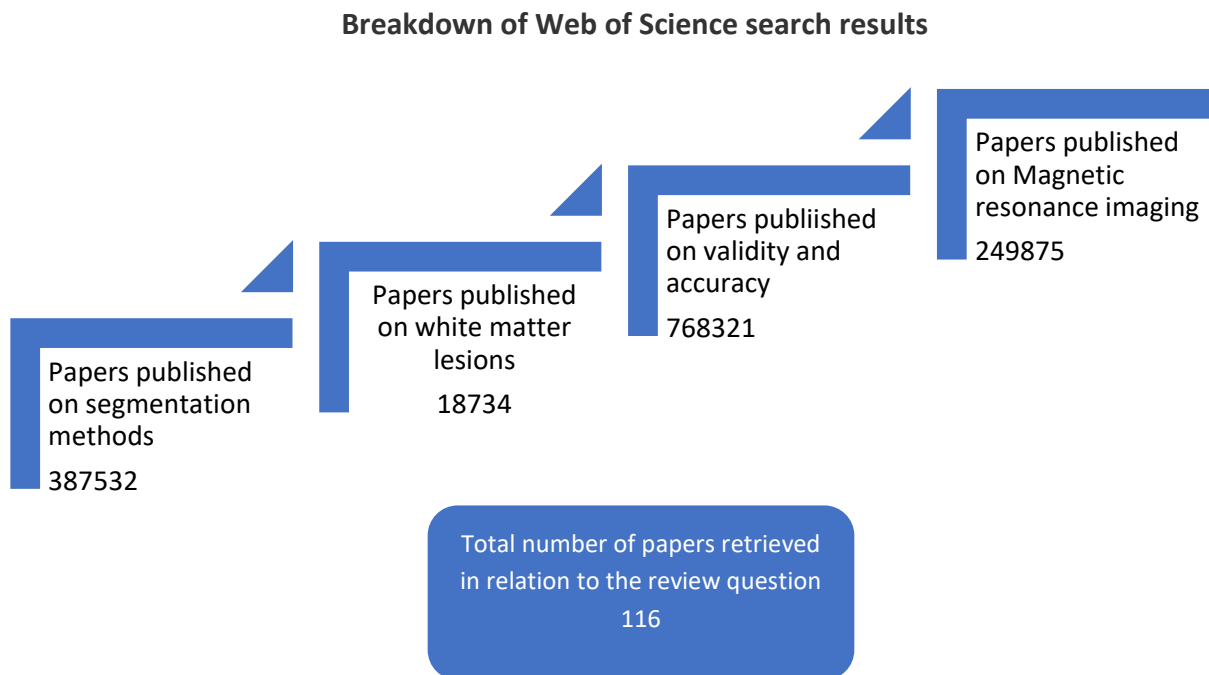 Breakdown of Web of Science search results
Papers published
on segmentation
methods
387532
Papers published
on white matter
lesions
18734
Papers publiished
on validity and
accuracy
768321
Papers published
on Magnetic
resonance imaging
249875
Total number of papers retrieved
in relation to the review question
116